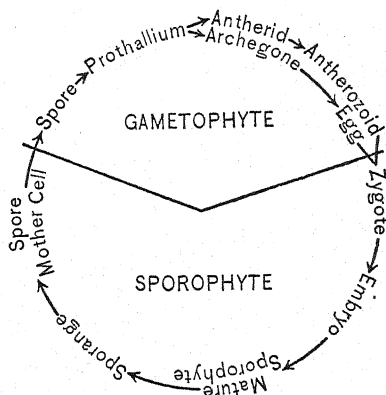 Spore
Prothallium
Antherid
Archegone
Antherozoid
Egg
GAMETOPHYTE
Zygote
Embryo
Mature
Sporophyte
Sporange
Spore
Mother Cell
SPOROPHYTE